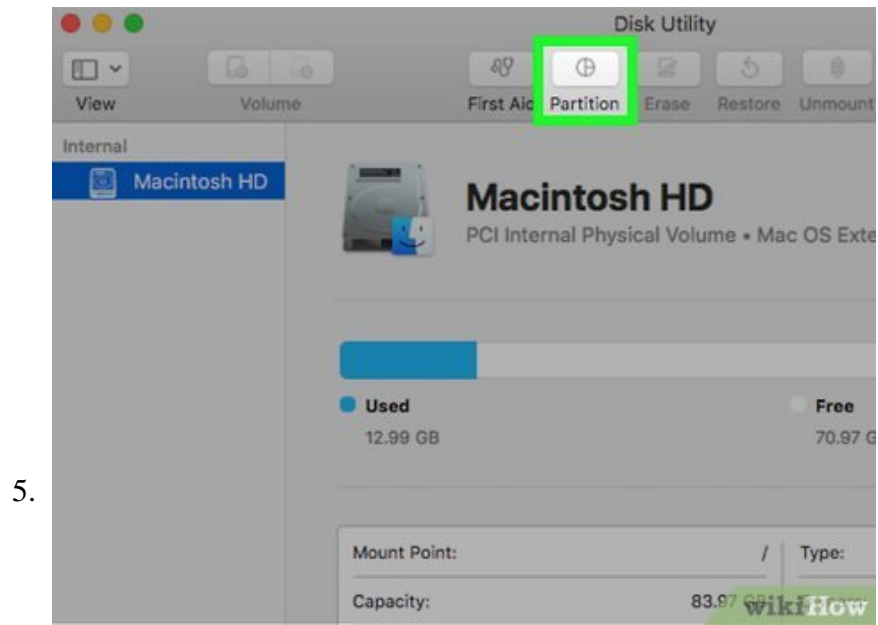 Disk Utility
View Volume First Aid Partition Erase Restore Unmount
Internal
Macintosh HD
Macintosh HD
PCI Internal Physical Volume • Mac OS Exte
Used Free
12.99 GB 70.97 G
5.
Mount Point: / Type:
Capacity: 83.97
wikiHow